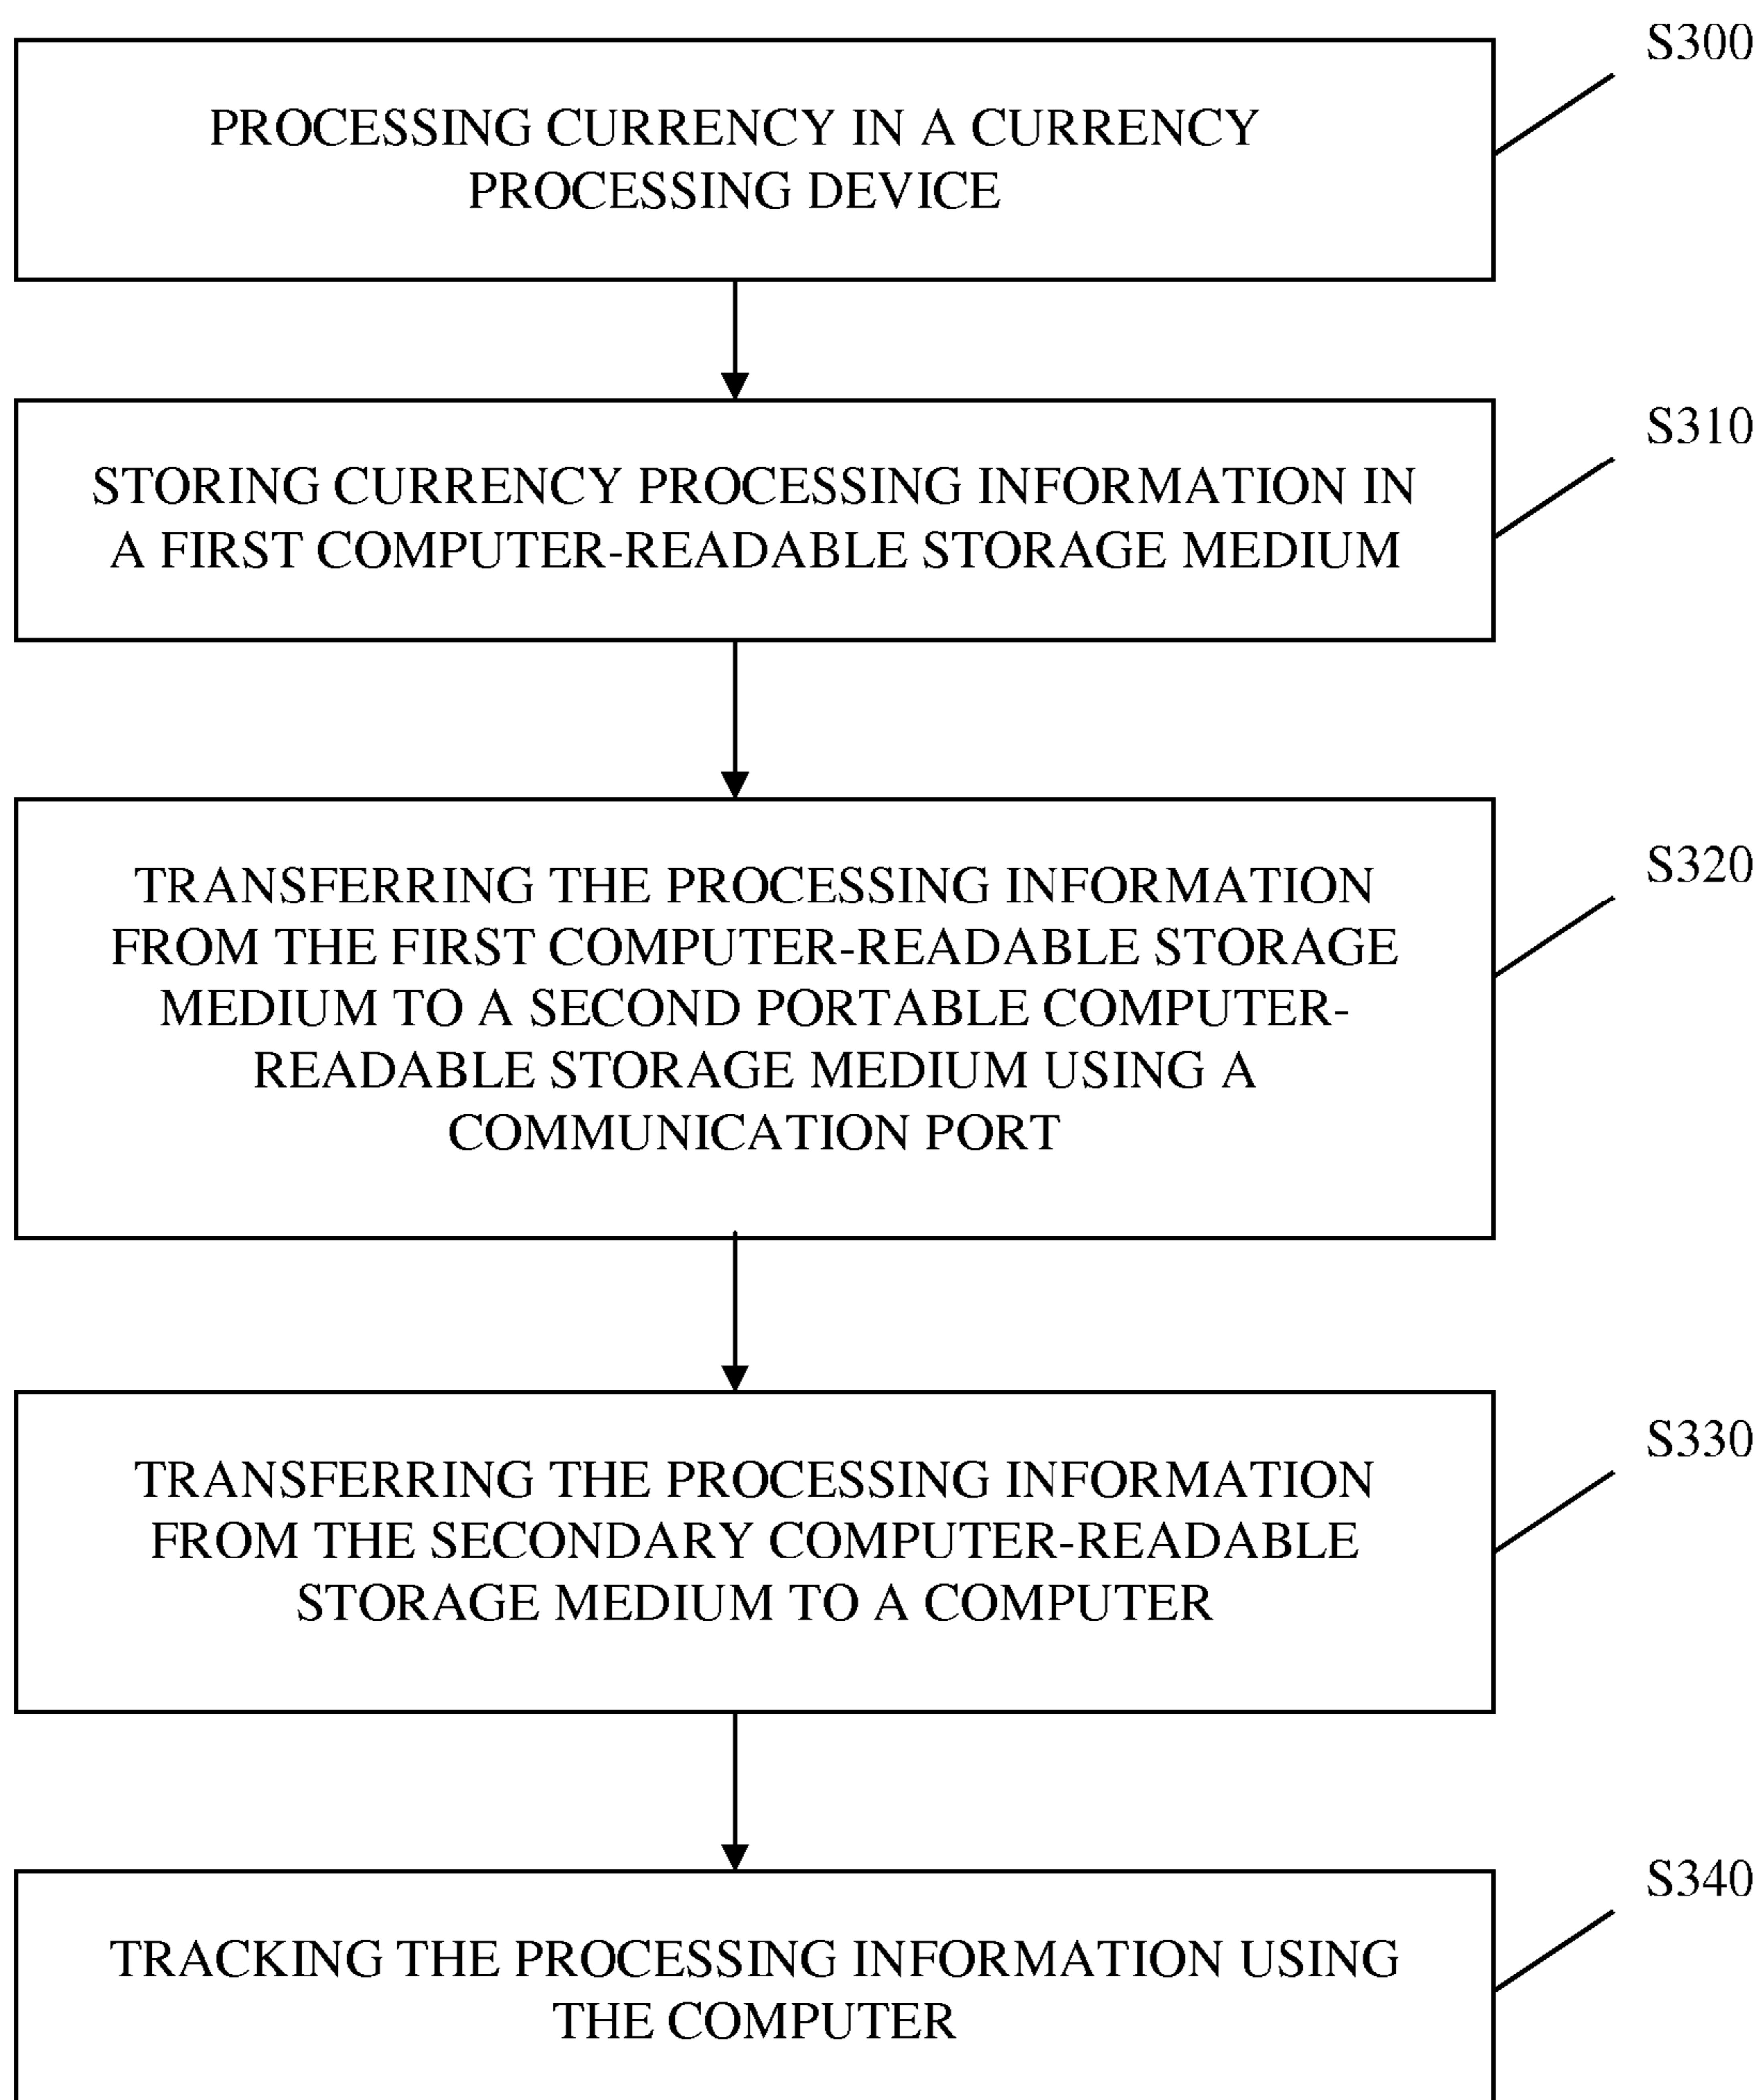 S300
PROCESSING CURRENCY IN A CURRENCY
PROCESSING DEVICE
S310
STORING CURRENCY PROCESSING INFORMATION IN
A FIRST COMPUTER-READABLE STORAGE MEDIUM
S320
TRANSFERRING THE PROCESSING INFORMATION
FROM THE FIRST COMPUTER-READABLE STORAGE
MEDIUM TO A SECOND PORTABLE COMPUTER-
READABLE STORAGE MEDIUM USING A
COMMUNICATION PORT
S330
TRANSFERRING THE PROCESSING INFORMATION
FROM THE SECONDARY COMPUTER-READABLE
STORAGE MEDIUM TO A COMPUTER
S340
TRACKING THE PROCESSING INFORMATION USING
THE COMPUTER